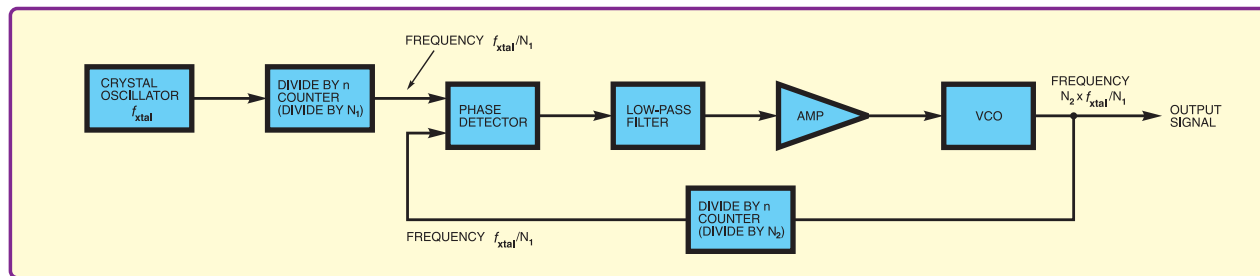 FREQUENCY fxtal/N1
CRYSTAL
OSCILLATOR
fxtal
DIVIDE BY n
COUNTER
(DIVIDE BY N1)
PHASE
DETECTOR
LOW-PASS
FILTER
AMP
VCO
FREQUENCY
N2 x fxtal/N1
OUTPUT
SIGNAL
DIVIDE BY n
COUNTER
(DIVIDE BY N2)
FREQUENCY fxtal/N1